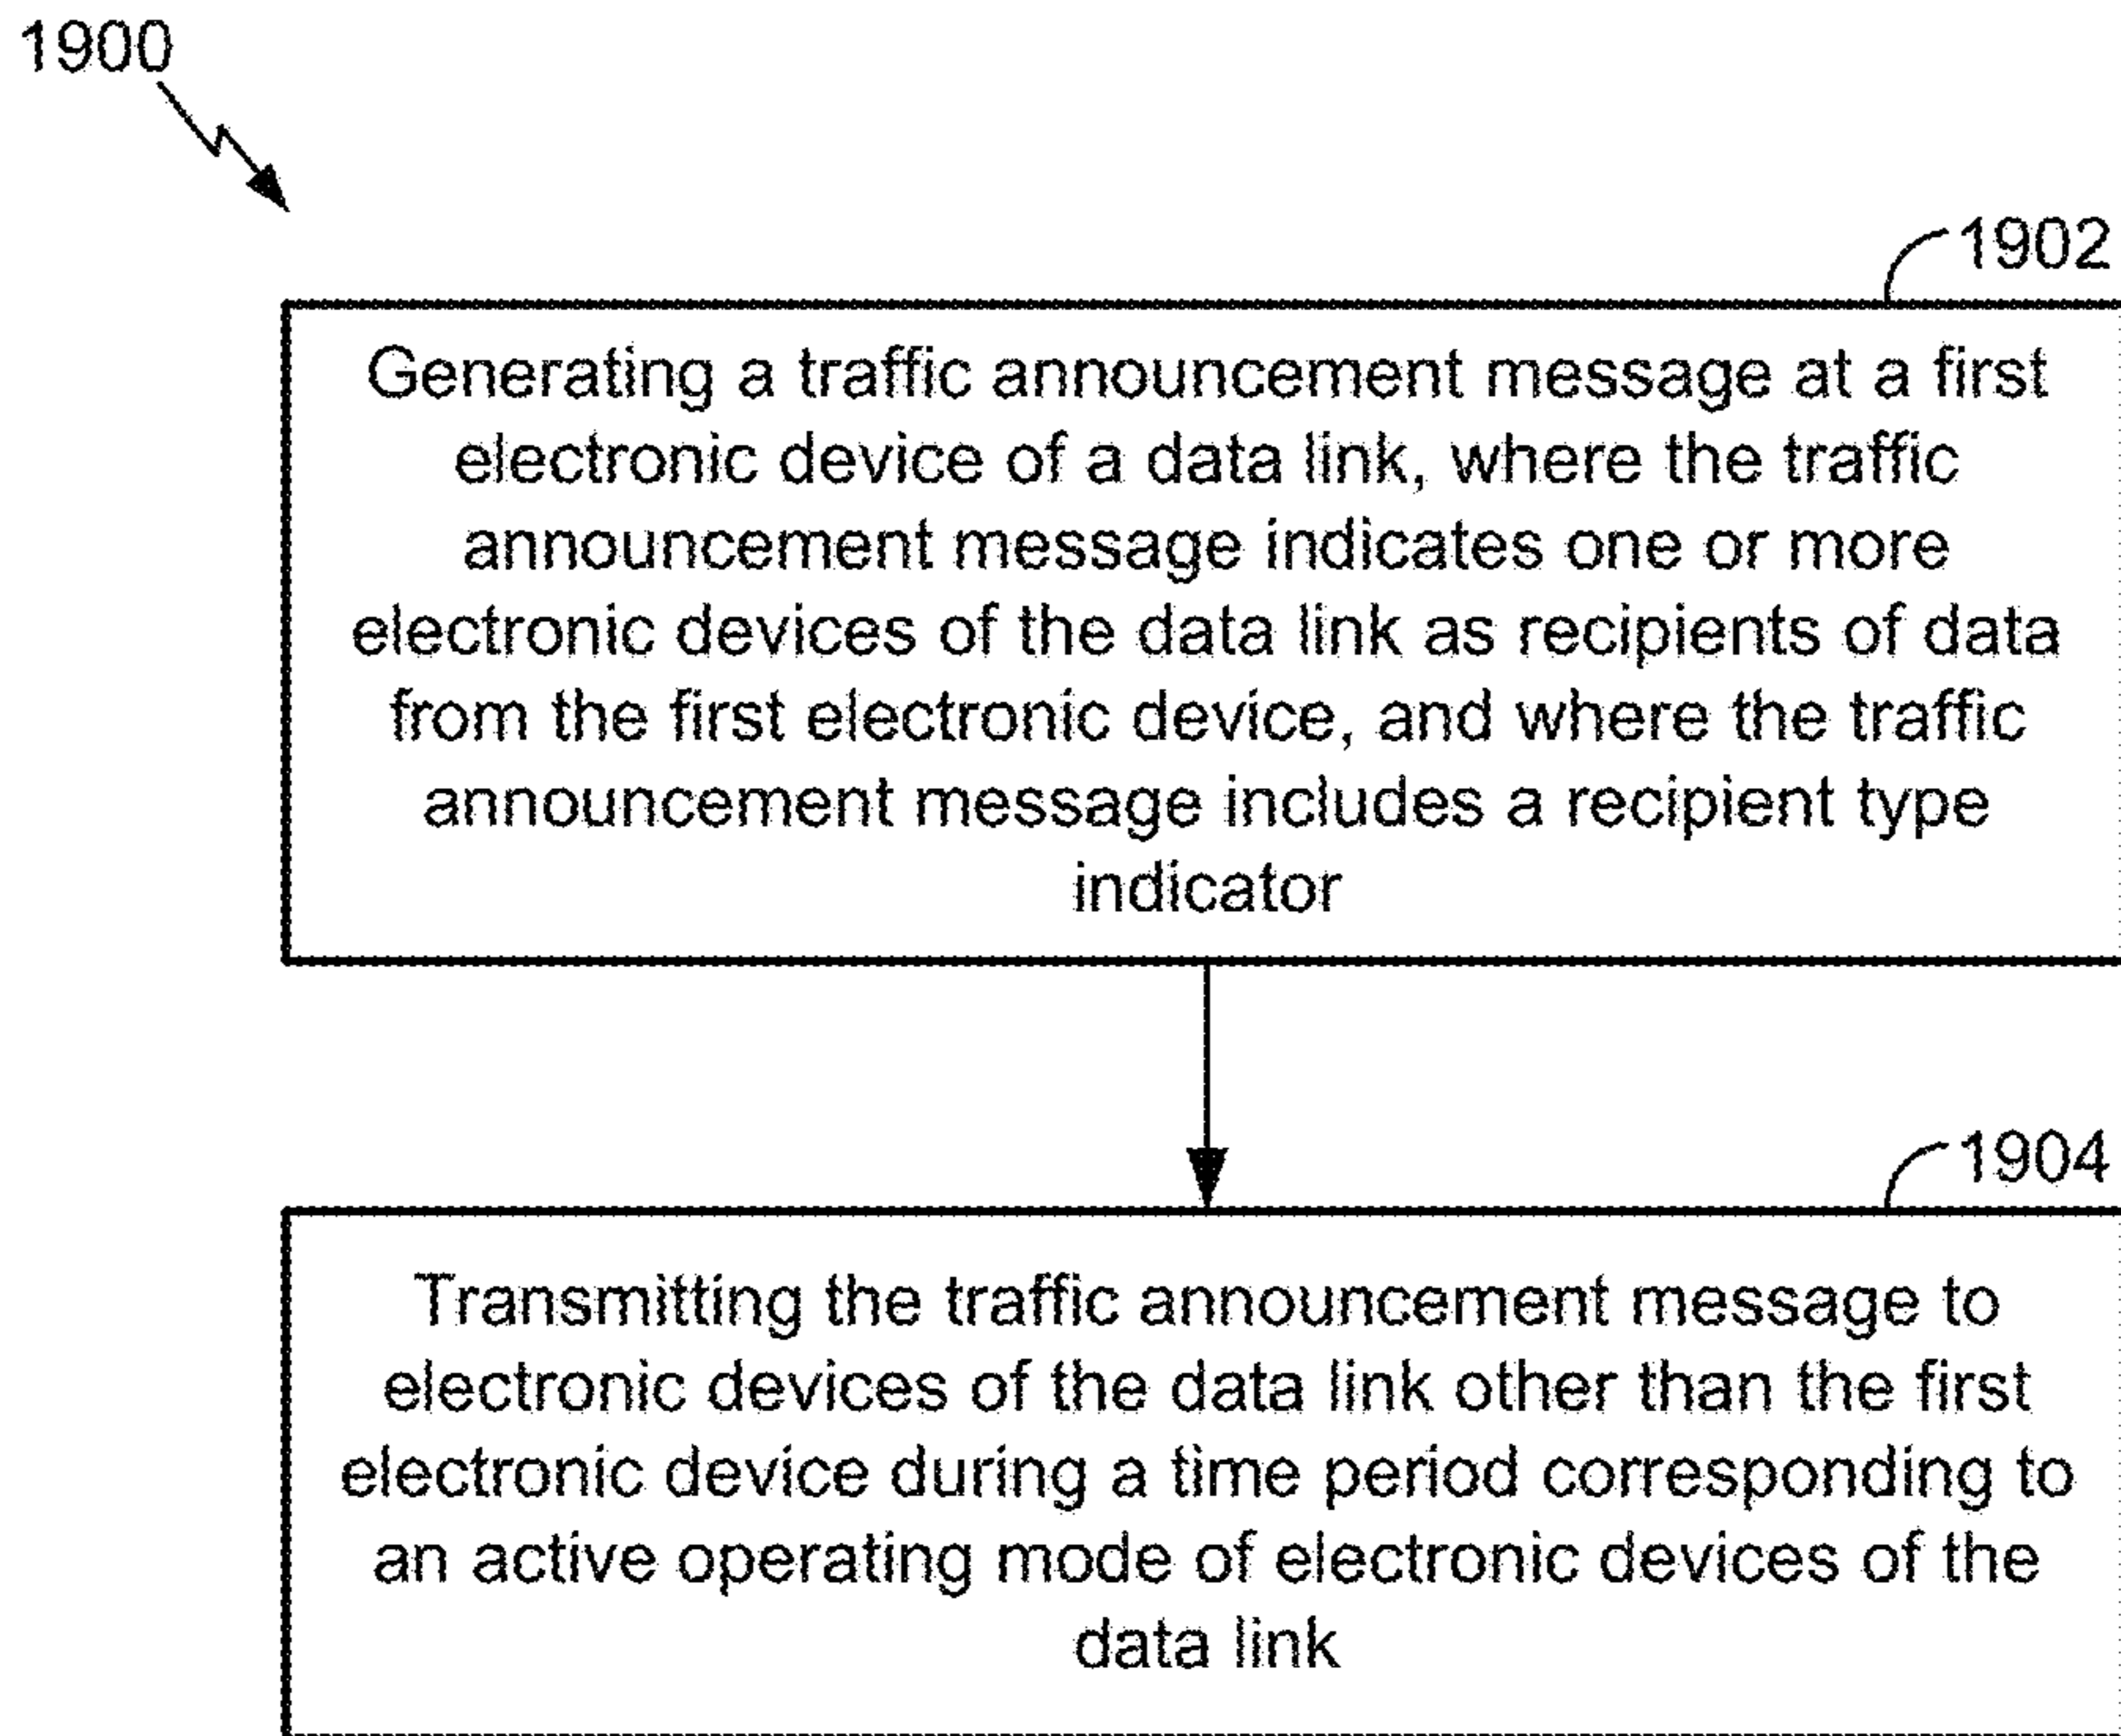 1900
1902
Generating a traffic announcement message at a first
electronic device of a data link, where the traffic
announcement message indicates one or more
electronic devices of the data link as recipients of data
from the first electronic device, and where the traffic
announcement message includes a recipient type
indicator
1904
Transmitting the traffic announcement message to
electronic devices of the data link other than the first
electronic device during a time period corresponding to
an active operating mode of electronic devices of the
data link